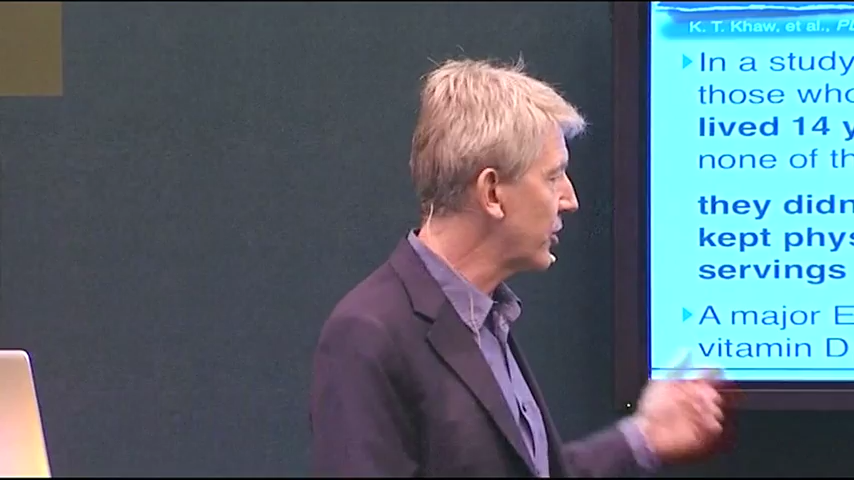 K. T. Khaw, et al.,
In a study
those who
lived 14 y
none of th
they didn
kept phys
servings
A major E
vitamin D